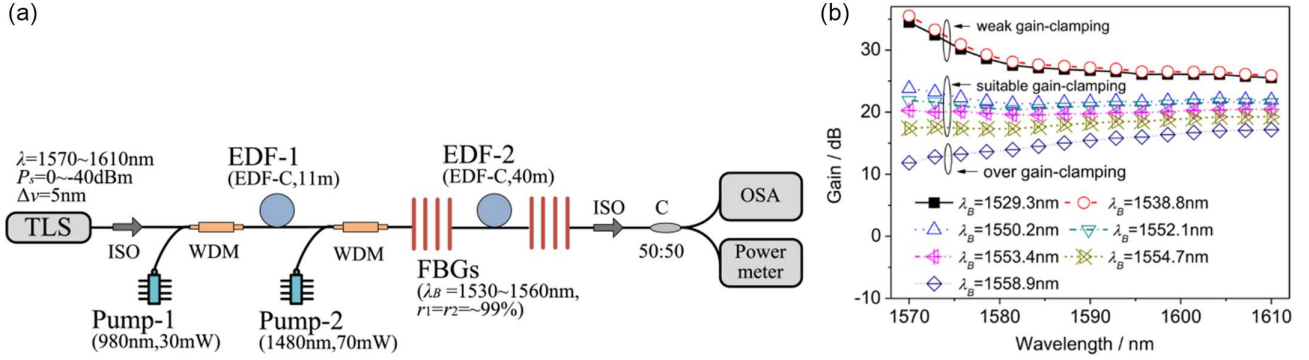 (a)
λ=1570~1610nm
Ps=0~-40dBm
Δv=5nm
TLS
ISO
WDM
Pump-1
(980nm,30mW)
EDF-1
(EDF-C,11m)
WDM
Pump-2
(1480nm,70mW)
EDF-2
(EDF-C,40m)
FBGs
(λB =1530~1560nm,
r1=r2=~99%)
ISO
C
50:50
OSA
Power
meter
(b)
Gain / dB
30
20
10
0
-10
weak gain-clamping
suitable gain-clamping
over gain-clamping
λB=1529.3nm λB=1538.8nm
λB=1550.2nm λB=1552.1nm
λB=1553.4nm λB=1554.7nm
λB=1558.9nm
1570 1580 1590 1600 1610
Wavelength / nm